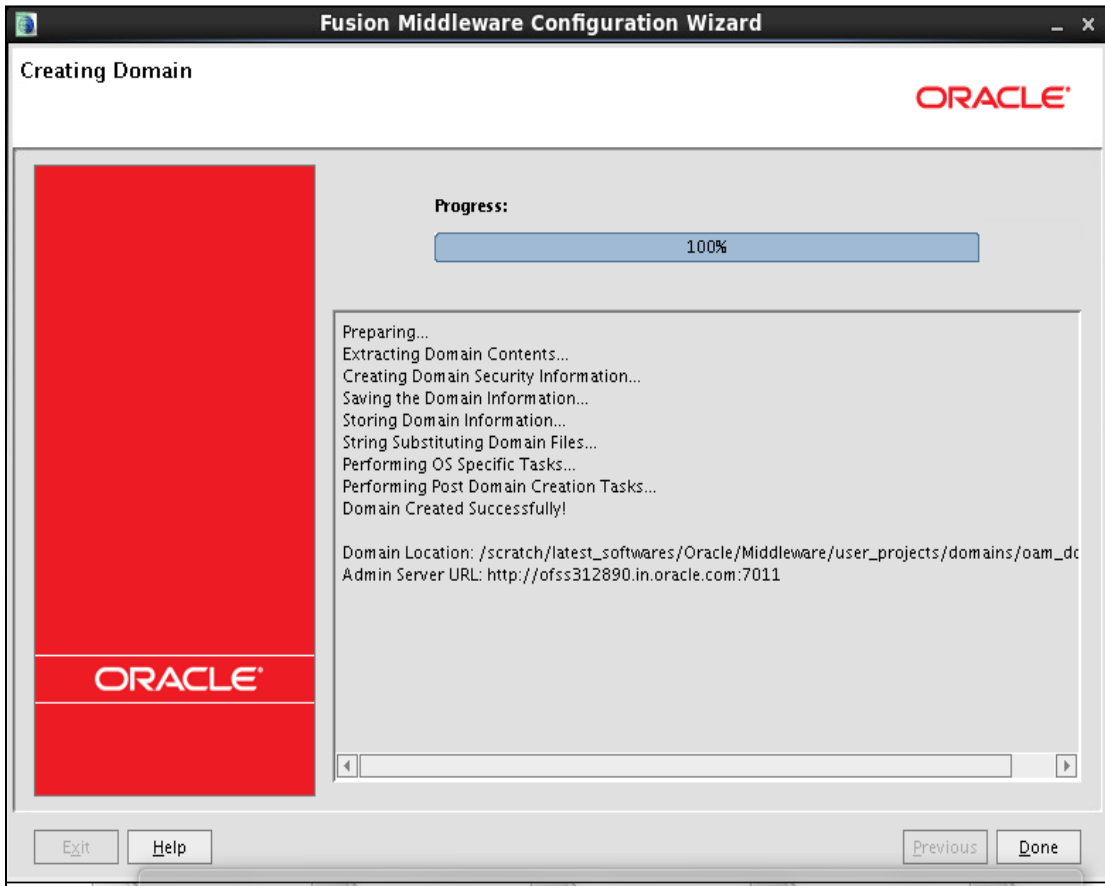 Fusion Middleware Configuration Wizard
Creating Domain
ORACLE
Progress:
100%
Preparing...
Extracting Domain Contents...
Creating Domain Security Information...
Saving the Domain Information...
Storing Domain Information...
String Substituting Domain Files...
Performing OS Specific Tasks...
Performing Post Domain Creation Tasks...
Domain Created Successfully!
Domain Location: /scratch/latest_softwares/Oracle/Middleware/user_projects/domains/oam_dc
Admin Server URL: http://ofss312890.in.oracle.com:7011
ORACLE
Exit Help Previous Done